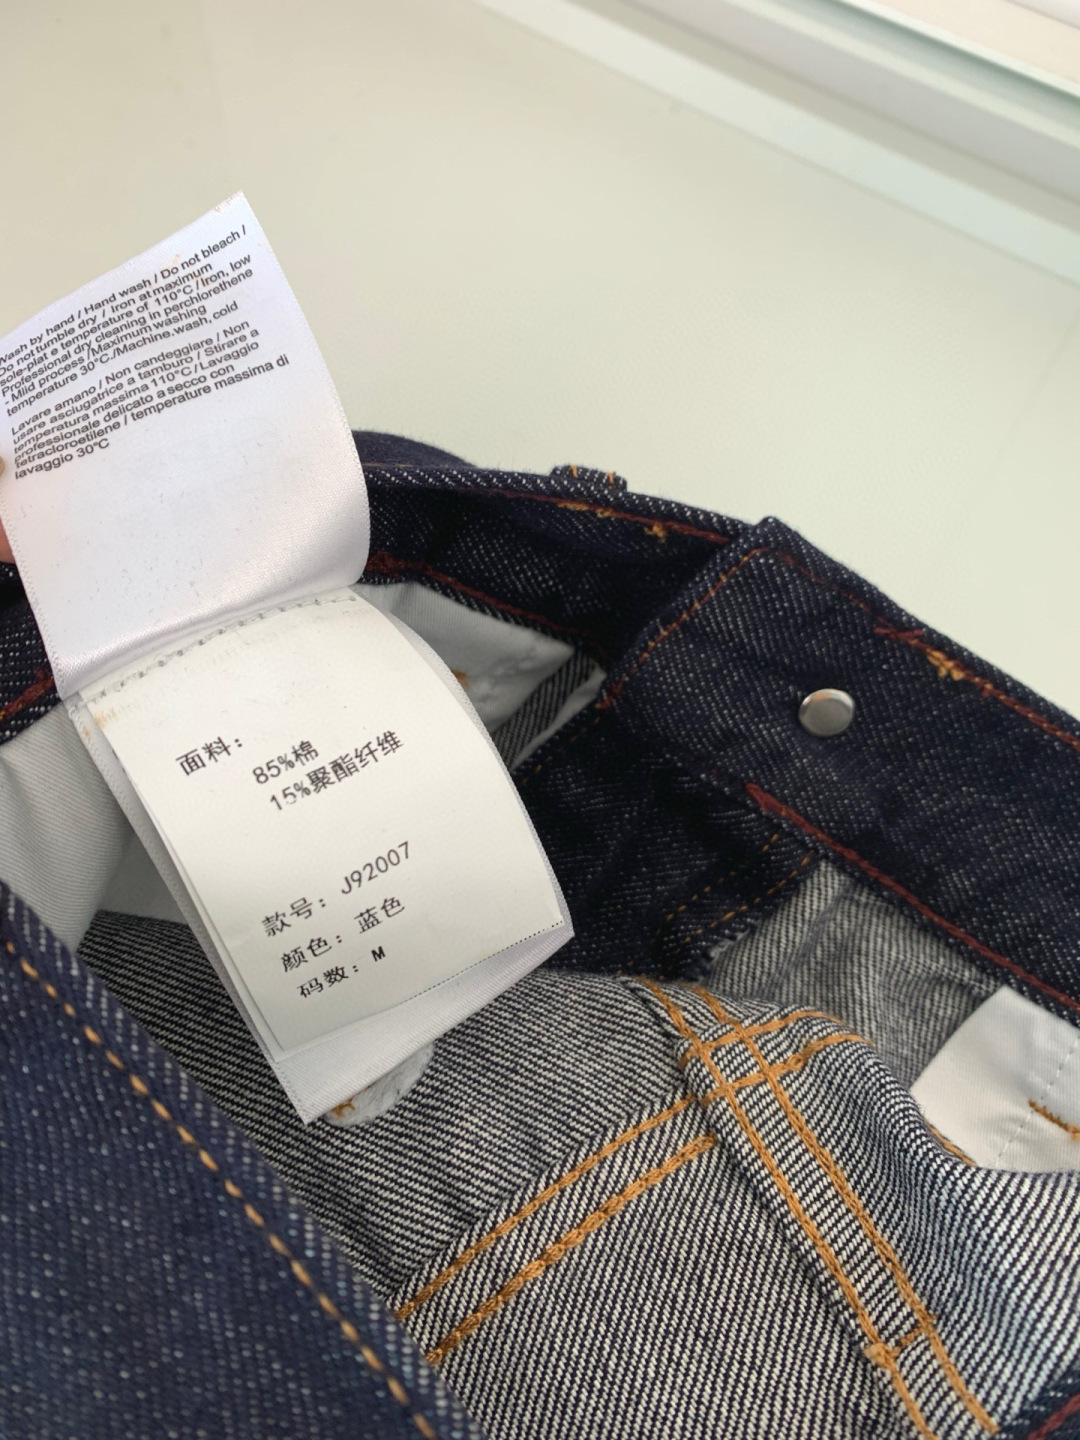 Wash by hand / Hand wash / Do not bleach /
Do not tumble dry / Iron at maximum
sole-plat e temperature of 110°C / Iron, low
Professional dry cleaning in perchlorethene
- Mild process /Maximum washing
temperature 30°C./Machine.wash, cold
Lavare amano / Non candeggiare / Non
usare asciugatrice a tamburo / Stirare a
temperatura massima 110°C / Lavaggio
professionale delicato a secco con
tetracloroetilene / temperature massima di
lavaggio 30°C
面料:
85%棉
15%聚酯纤维
款号: J92007
颜色: 蓝色
码数: M